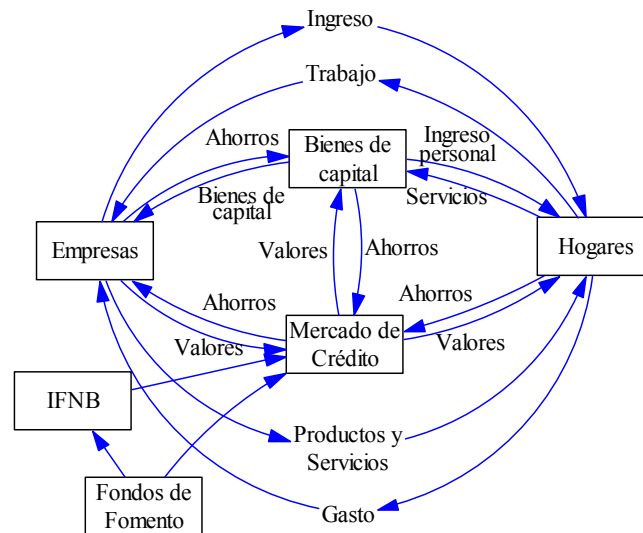 Ingreso
Trabajo
Ahorros
Bienes de
capital
Ingreso
personal
Bienes de
capital
Servicios
Empresas
Valores
Ahorros
Hogares
Ahorros
Ahorros
Valores
Mercado de
Crédito
Valores
IFNB
Productos y
Servicios
Fondos de
Fomento
Gasto